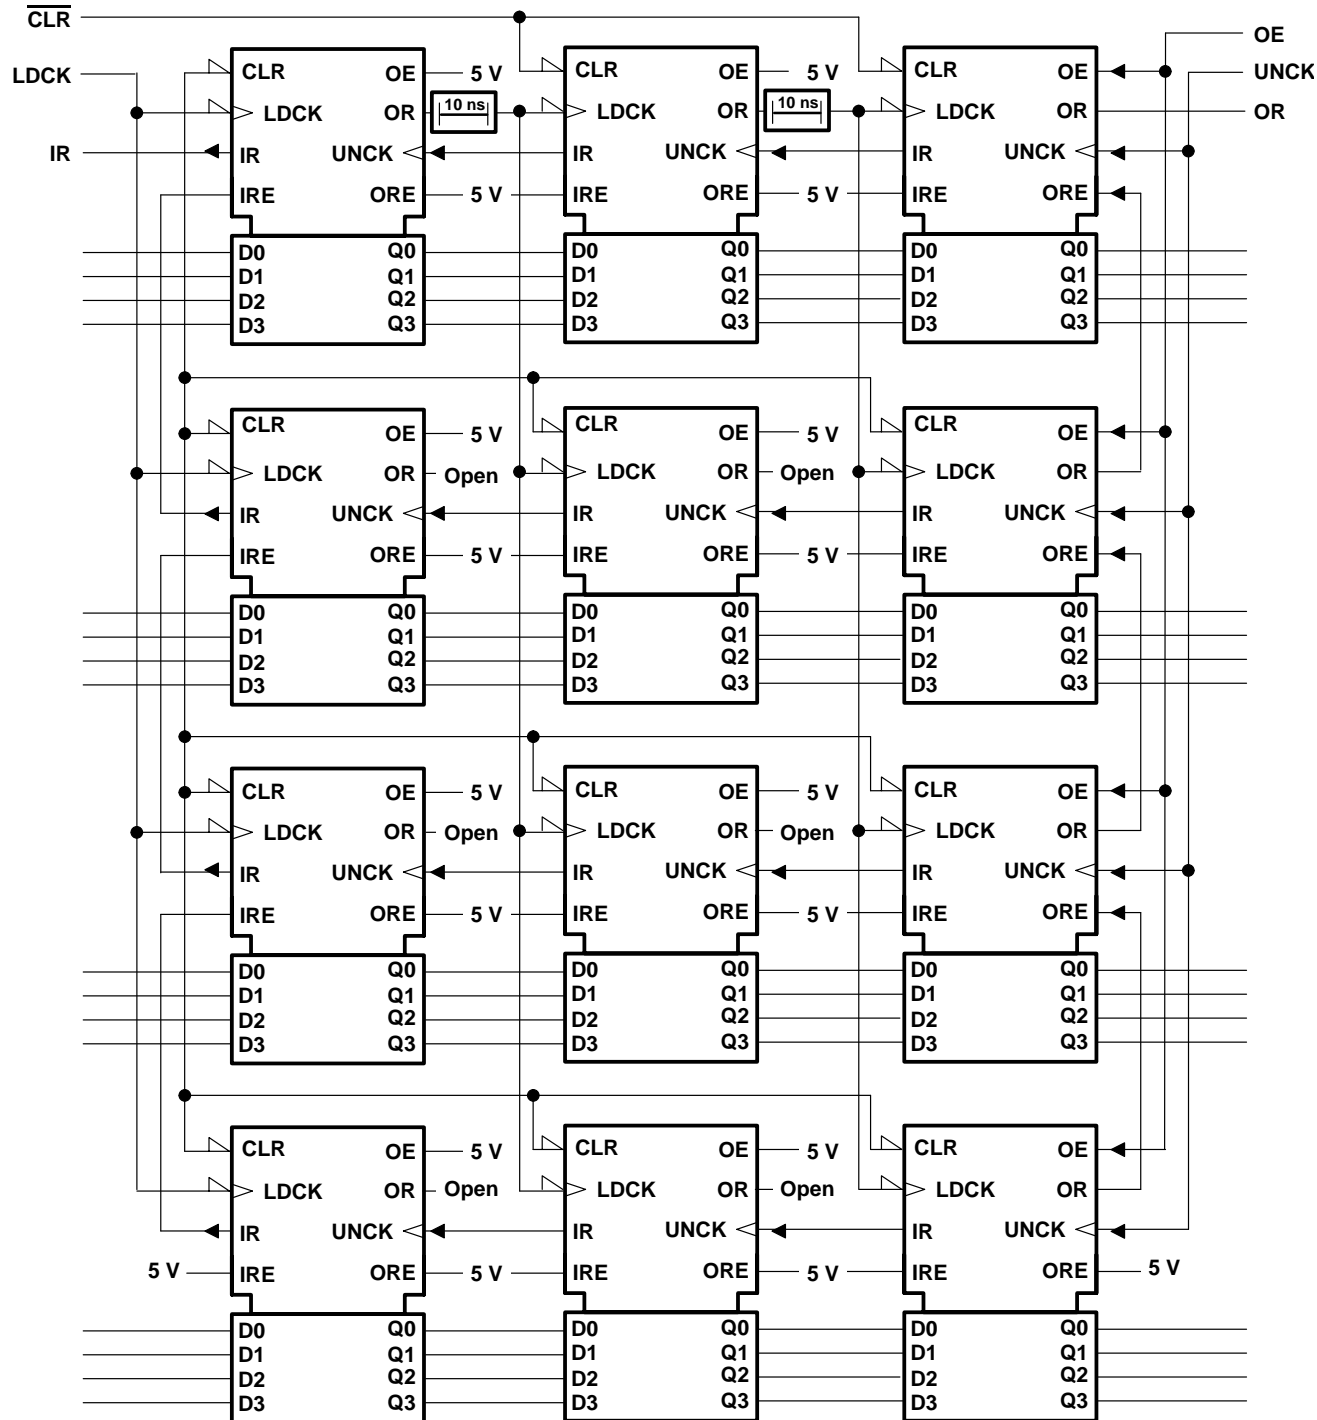 CLR OE
LDCK CLR OE 5 V CLR OE 5 V CLR OE UNCK
LDCK OR 10 ns LDCK OR 10 ns LDCK OR OR
IR IR UNCK IR UNCK IR UNCK
IRE ORE 5 V IRE ORE 5 V IRE ORE
D0 Q0 D0 Q0 D0 Q0
D1 Q1 D1 Q1 D1 Q1
D2 Q2 D2 Q2 D2 Q2
D3 Q3 D3 Q3 D3 Q3
CLR OE 5 V CLR OE 5 V CLR OE
LDCK OR Open LDCK OR Open LDCK OR
IR UNCK IR UNCK IR UNCK
IRE ORE 5 V IRE ORE 5 V IRE ORE
D0 Q0 D0 Q0 D0 Q0
D1 Q1 D1 Q1 D1 Q1
D2 Q2 D2 Q2 D2 Q2
D3 Q3 D3 Q3 D3 Q3
CLR OE 5 V CLR OE 5 V CLR OE
LDCK OR Open LDCK OR Open LDCK OR
IR UNCK IR UNCK IR UNCK
IRE ORE 5 V IRE ORE 5 V IRE ORE
D0 Q0 D0 Q0 D0 Q0
D1 Q1 D1 Q1 D1 Q1
D2 Q2 D2 Q2 D2 Q2
D3 Q3 D3 Q3 D3 Q3
CLR OE 5 V CLR OE 5 V CLR OE
LDCK OR Open LDCK OR Open LDCK OR
IR UNCK IR UNCK IR UNCK
5 V IRE ORE 5 V IRE ORE 5 V IRE ORE 5 V
D0 Q0 D0 Q0 D0 Q0
D1 Q1 D1 Q1 D1 Q1
D2 Q2 D2 Q2 D2 Q2
D3 Q3 D3 Q3 D3 Q3